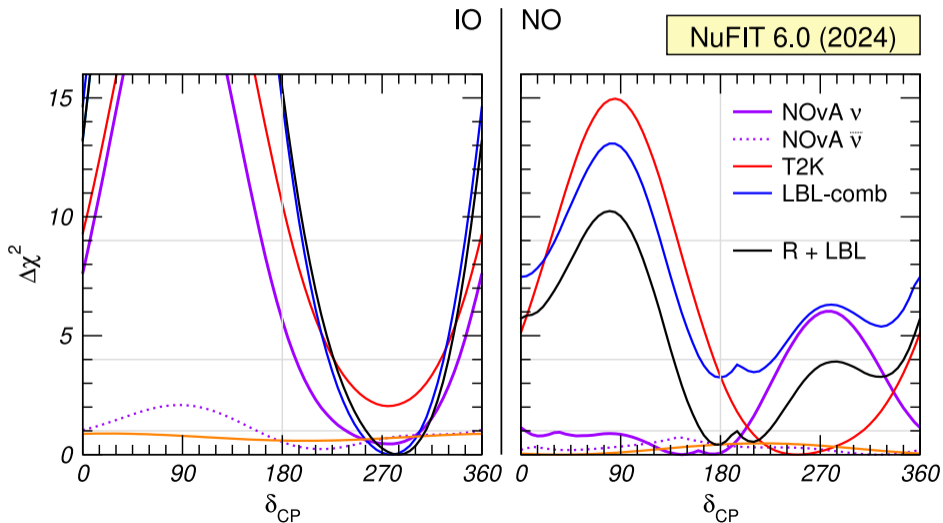 IO NO
NuFIT 6.0 (2024)
15
10
5
0
Δχ²
0 90 180 270 360
δCP
NOvA ν
NOvA ν̅
T2K
LBL-comb
R + LBL
0 90 180 270 360
δCP